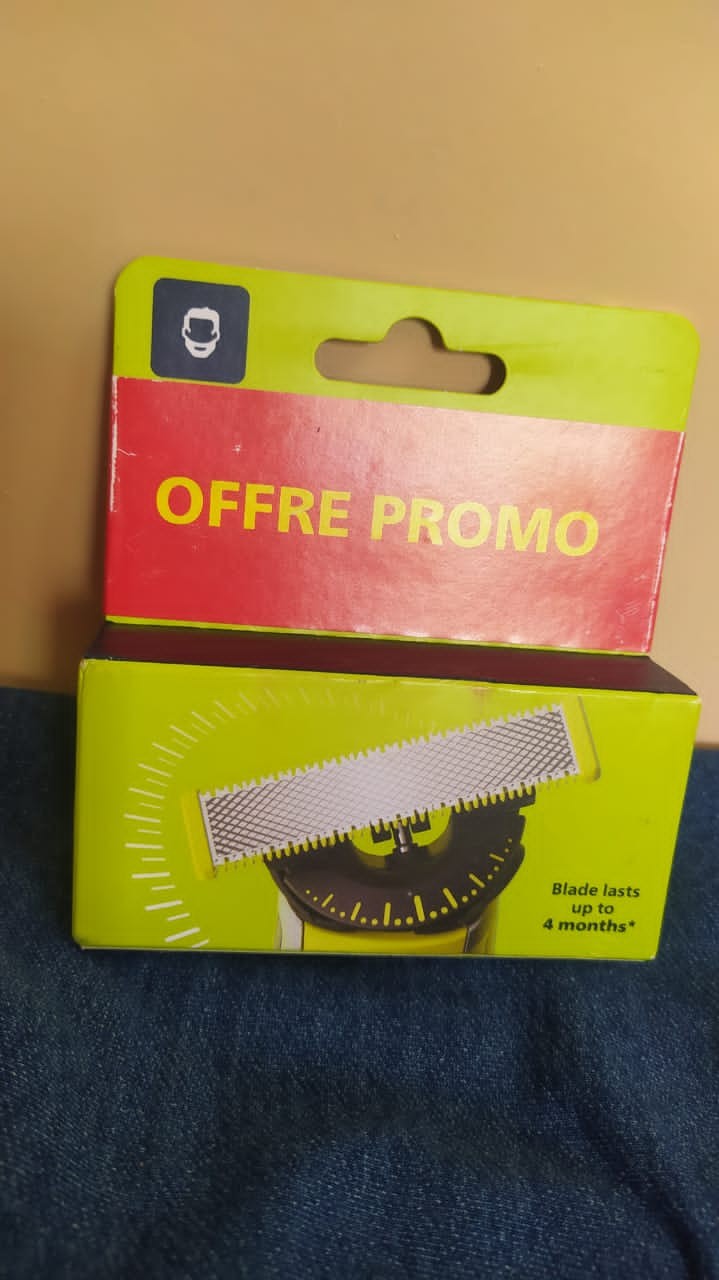 OFFRE PROMO
Blade lasts
up to
4 months*